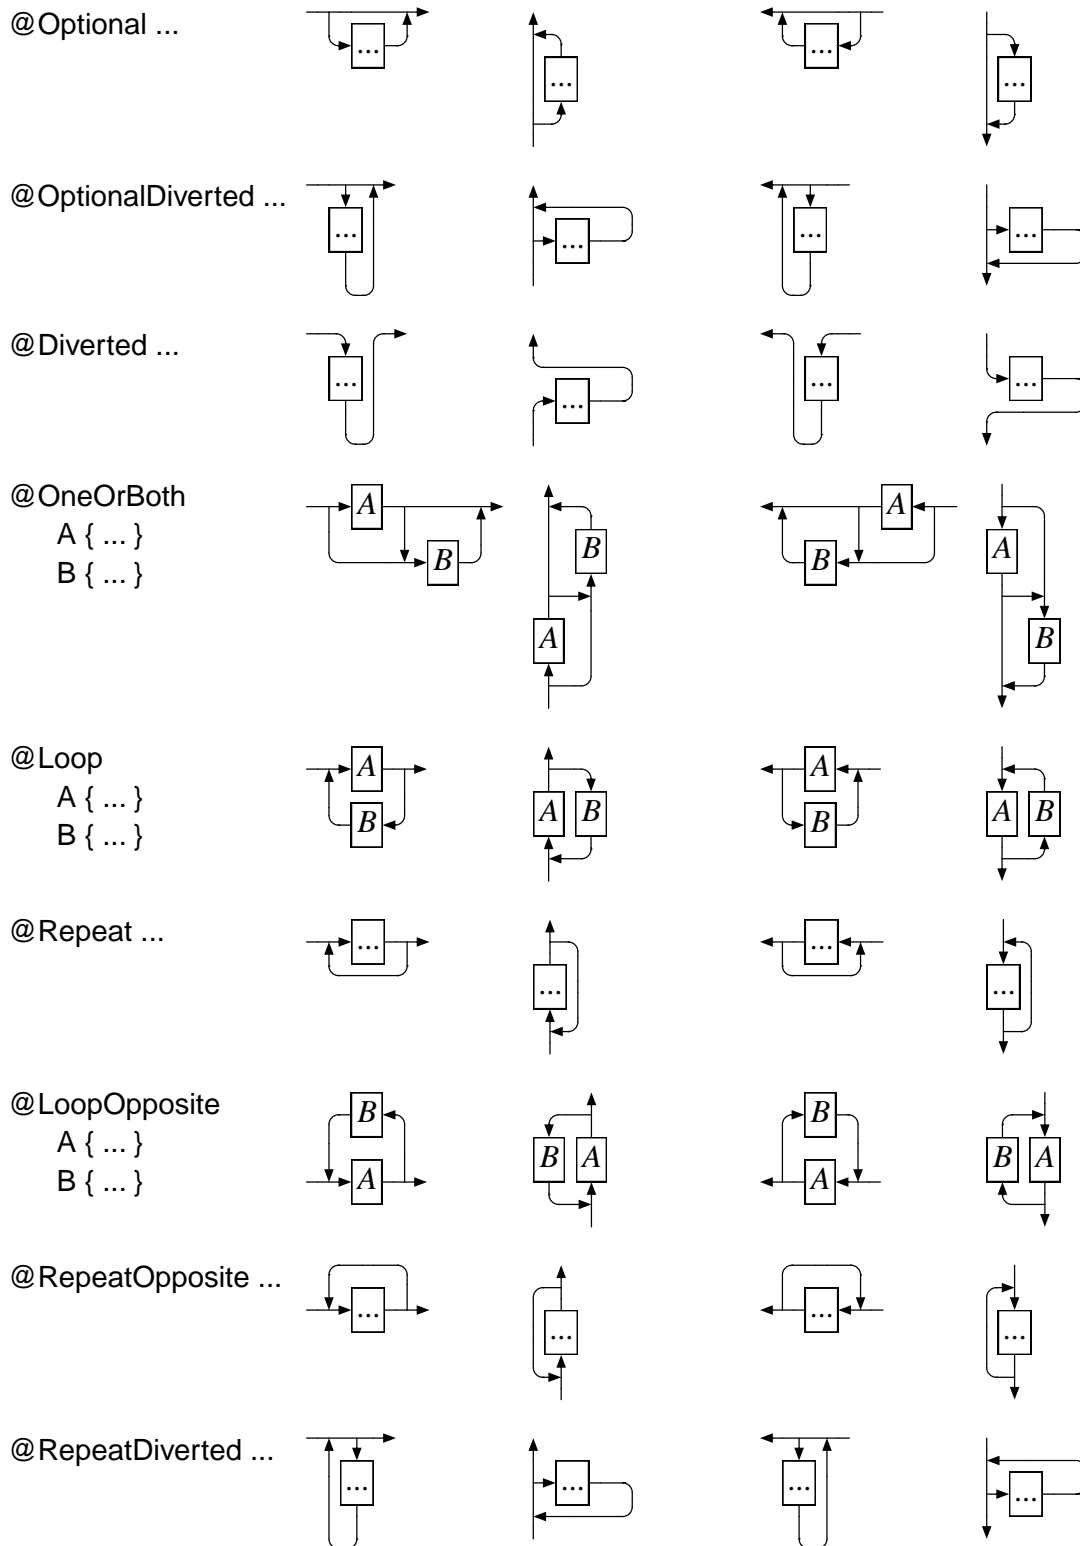 @Optional ...
... ... ... ...
@OptionalDiverted ...
... ... ... ...
@Diverted ...
... ... ... ...
@OneOrBoth
A { ... }
B { ... }
A B B A A B A B
@Loop
A { ... }
B { ... }
A B A B A B A B
@Repeat ...
... ... ... ...
@LoopOpposite
A { ... }
B { ... }
B A B A B A B A
@RepeatOpposite ...
... ... ... ...
@RepeatDiverted ...
... ... ... ...